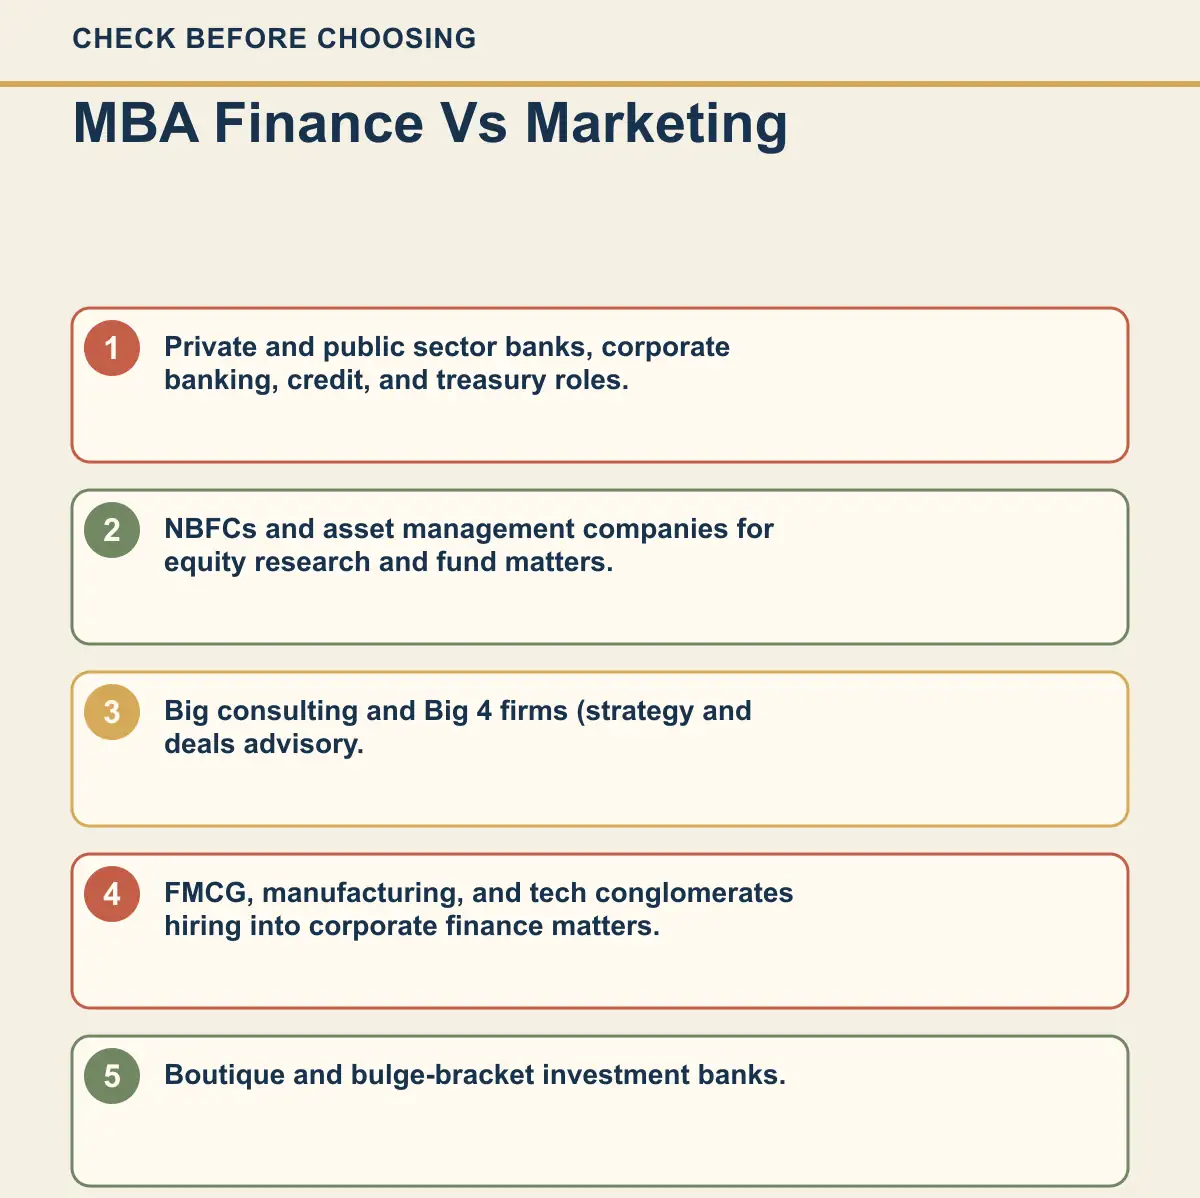 CHECK BEFORE CHOOSING
MBA Finance Vs Marketing
1
Private and public sector banks, corporate
banking, credit, and treasury roles.
2
NBFCs and asset management companies for
equity research and fund matters.
3
Big consulting and Big 4 firms (strategy and
deals advisory.
4
FMCG, manufacturing, and tech conglomerates
hiring into corporate finance matters.
5
Boutique and bulge-bracket investment banks.